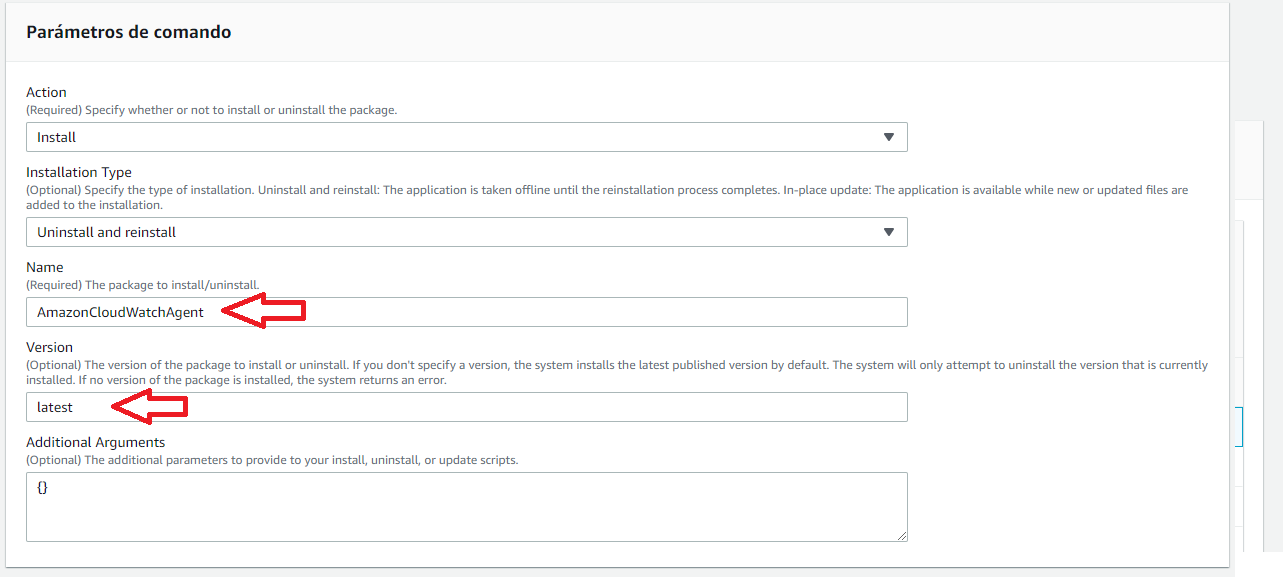 Parámetros de comando
Action
(Required) Specify whether or not to install or uninstall the package.
Install
Installation Type
(Optional) Specify the type of installation. Uninstall and reinstall: The application is taken offline until the reinstallation process completes. In-place update: The application is available while new or updated files are
added to the installation.
Uninstall and reinstall
Name
(Required) The package to install/uninstall.
AmazonCloudWatchAgent
Version
(Optional) The version of the package to install or uninstall. If you don't specify a version, the system installs the latest published version by default. The system will only attempt to uninstall the version that is currently
installed. If no version of the package is installed, the system returns an error.
latest
Additional Arguments
(Optional) The additional parameters to provide to your install, uninstall, or update scripts.
{}